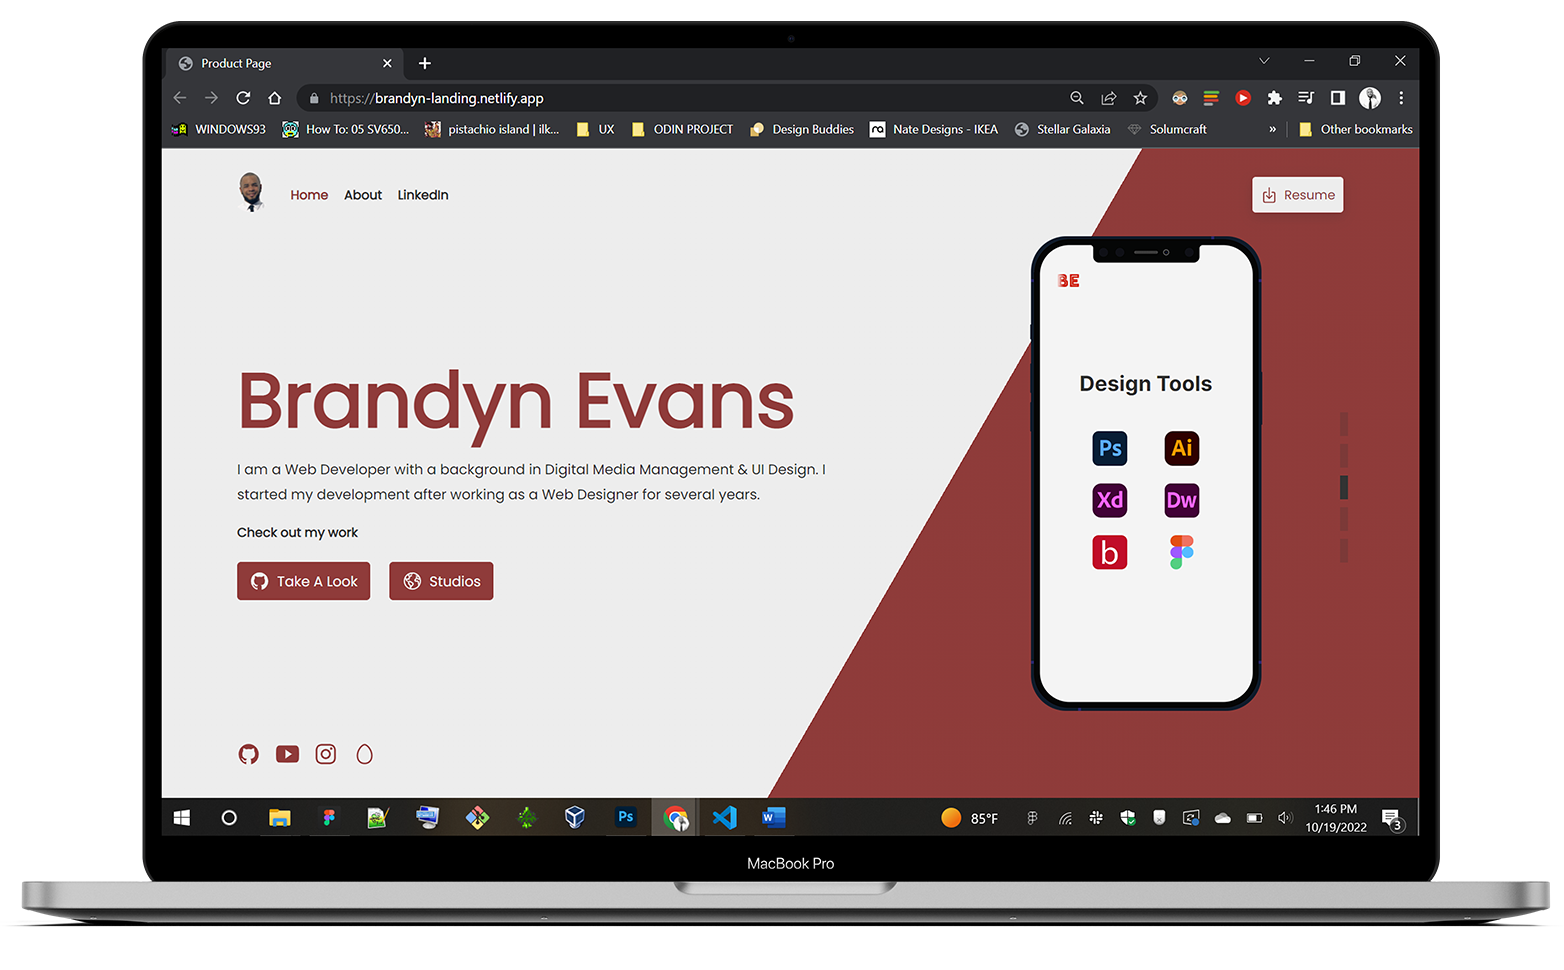 Product Page
https://brandyn-landing.netlify.app
WINDOWS93 How To: 05 SV650... pistachio island | ilk... UX ODIN PROJECT Design Buddies Nate Designs - IKEA Stellar Galaxia Solumcraft » Other bookmarks
Home About LinkedIn Resume
BE
Design Tools
Ps Ai
Xd Dw
b
Brandyn Evans
I am a Web Developer with a background in Digital Media Management & UI Design. I
started my development after working as a Web Designer for several years.
Check out my work
Take A Look Studios
Ps W 85°F 1:46 PM
10/19/2022 3
MacBook Pro